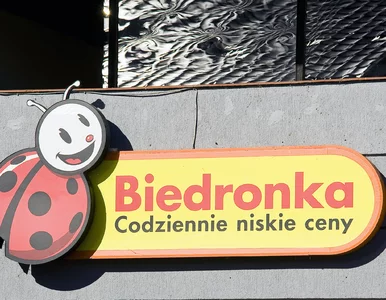 Biedronka
Codziennie niskie ceny